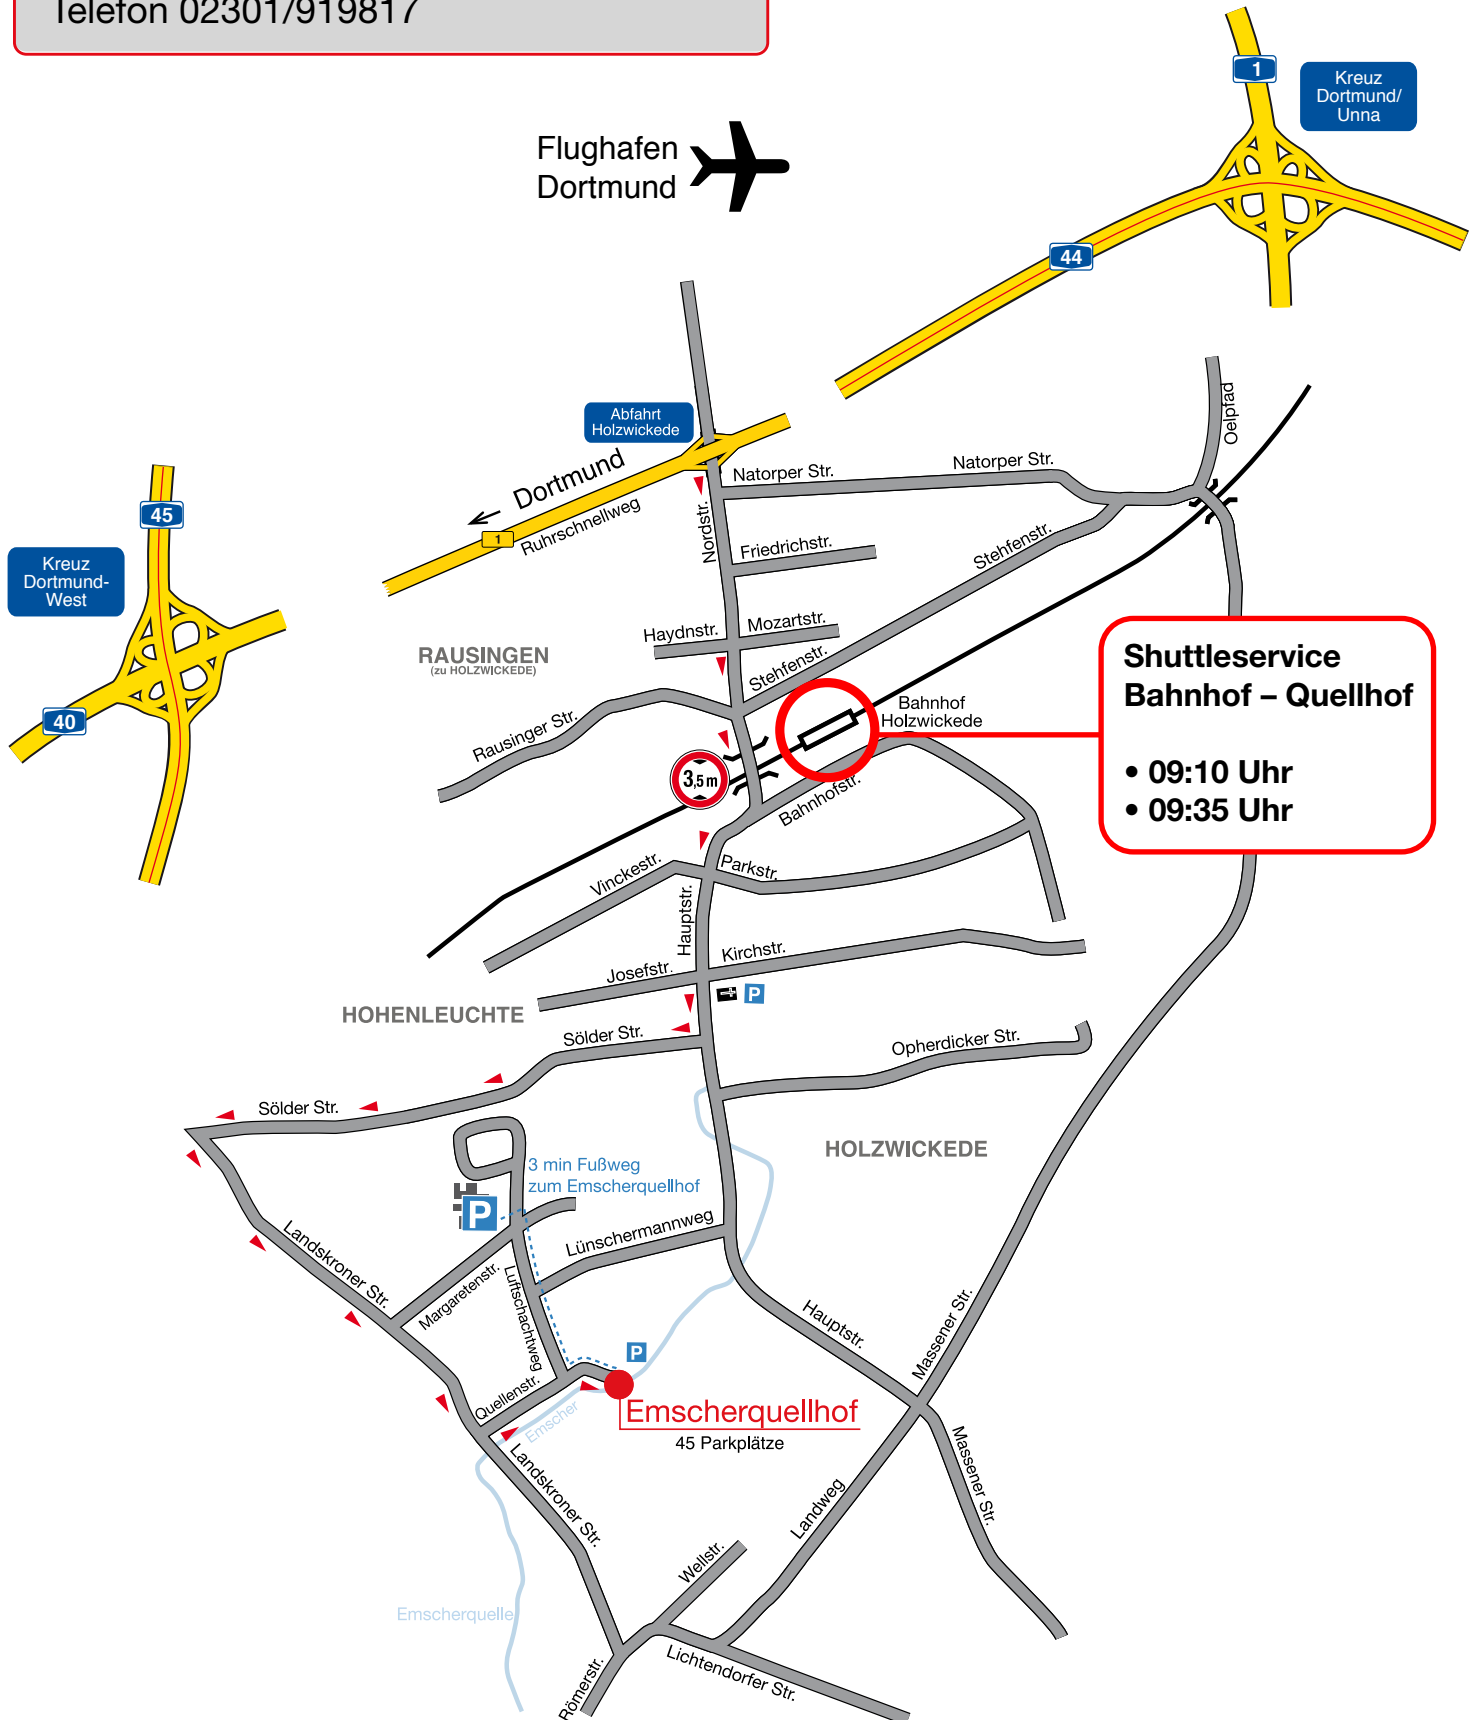 Telefon 02301/919817
1
Kreuz
Dortmund/
Unna
Flughafen
Dortmund
44
Abfahrt
Holzwickede
Oelpfad
Dortmund
1
Ruhrschnellweg
Natorper Str.
Natorper Str.
Nordstr.
Friedrichstr.
Stehfenstr.
45
Kreuz
Dortmund-
West
40
Haydnstr.
Mozartstr.
RAUSINGEN
(zu HOLZWICKEDE)
Stehfenstr.
Rausinger Str.
Bahnhof
Holzwickede
Shuttleservice
Bahnhof – Quellhof
• 09:10 Uhr
• 09:35 Uhr
3,5 m
Bahnhofstr.
Vinckestr.
Parkstr.
Hauptstr.
Josefstr.
Kirchstr.
P
HOHENLEUCHTE
Sölder Str.
Opherdicker Str.
Sölder Str.
HOLZWICKEDE
3 min Fußweg
zum Emscherquellhof
P
Landskroner Str.
Margaretenstr.
Lünschermannweg
Luftschachtweg
Hauptstr.
Massener Str.
P
Quellenstr.
Emscher
Emscherquellhof
45 Parkplätze
Landskroner Str.
Massener Str.
Landweg
Wellstr.
Emscherquelle
Römerstr.
Lichtendorfer Str.